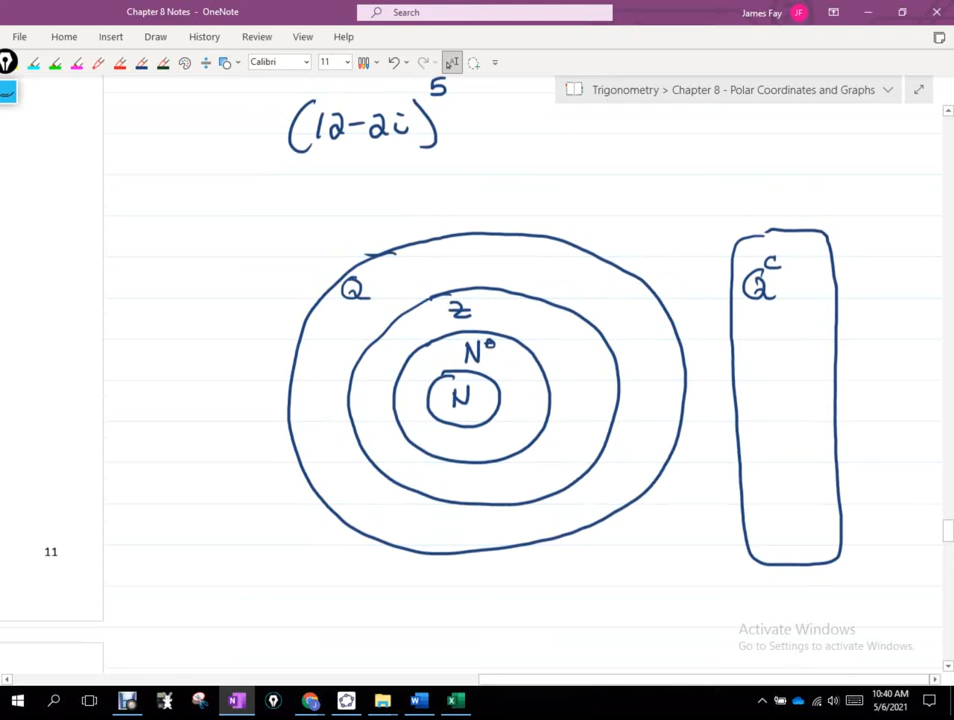 Chapter 8 Notes - OneNote
Search
James Fay
JF
File Home Insert Draw History Review View Help
Calibri 11
Trigonometry > Chapter 8 - Polar Coordinates and Graphs
(12-2i)^5
Q
Z
N°
N
Q^C
11
Activate Windows
Go to Settings to activate Windows.
10:40 AM
5/6/2021